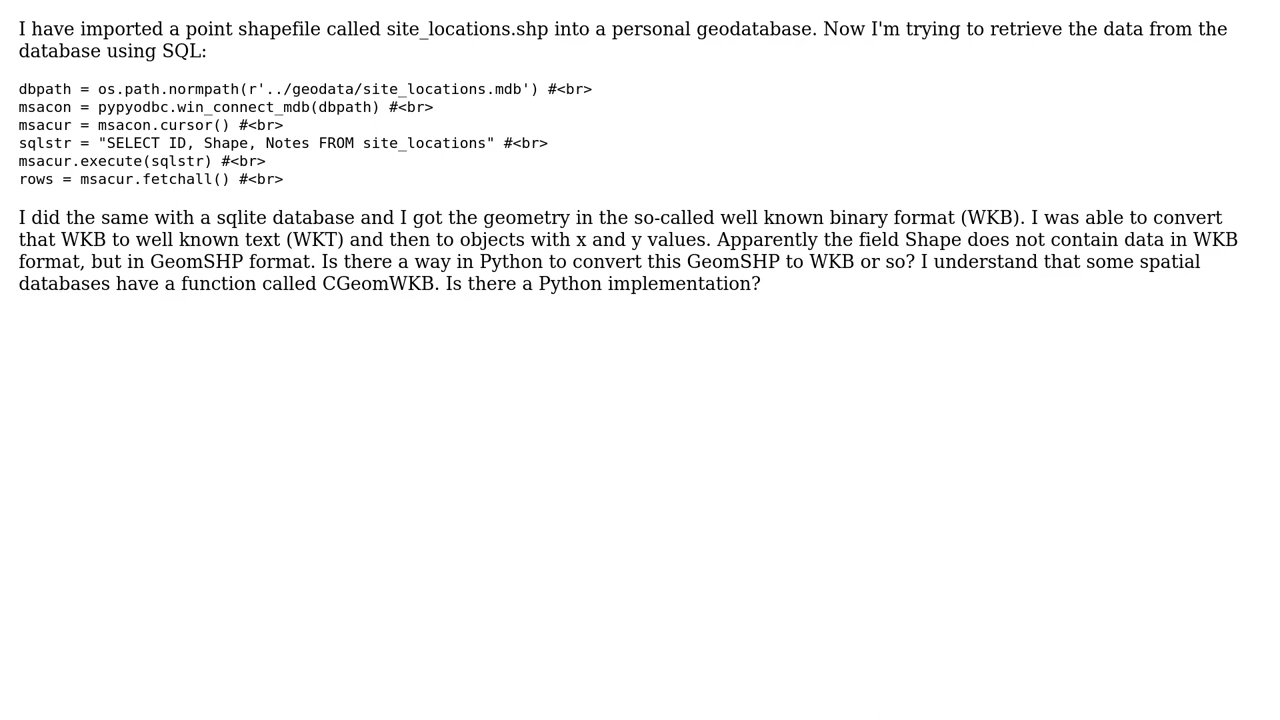 I have imported a point shapefile called site_locations.shp into a personal geodatabase. Now I'm trying to retrieve the data from the
database using SQL:
dbpath = os.path.normpath(r'../geodata/site_locations.mdb') #<br>
msacon = pypyodbc.win_connect_mdb(dbpath) #<br>
msacur = msacon.cursor() #<br>
sqlstr = "SELECT ID, Shape, Notes FROM site_locations" #<br>
msacur.execute(sqlstr) #<br>
rows = msacur.fetchall() #<br>
I did the same with a sqlite database and I got the geometry in the so-called well known binary format (WKB). I was able to convert
that WKB to well known text (WKT) and then to objects with x and y values. Apparently the field Shape does not contain data in WKB
format, but in GeomSHP format. Is there a way in Python to convert this GeomSHP to WKB or so? I understand that some spatial
databases have a function called CGeomWKB. Is there a Python implementation?